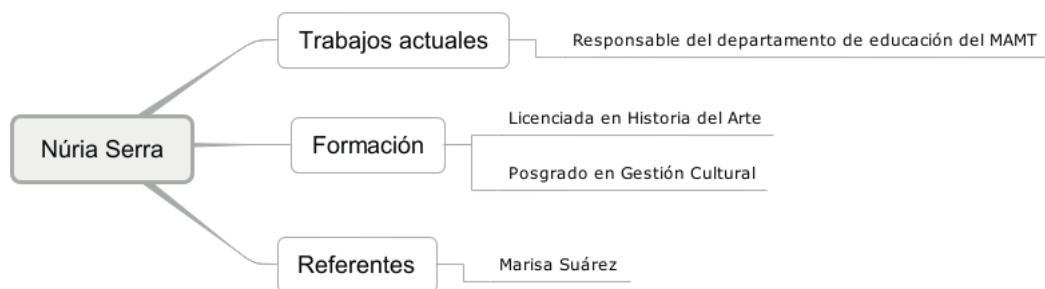 Núria Serra
Trabajos actuales
Responsable del departamento de educación del MAMT
Formación
Licenciada en Historia del Arte
Posgrado en Gestión Cultural
Referentes
Marisa Suárez